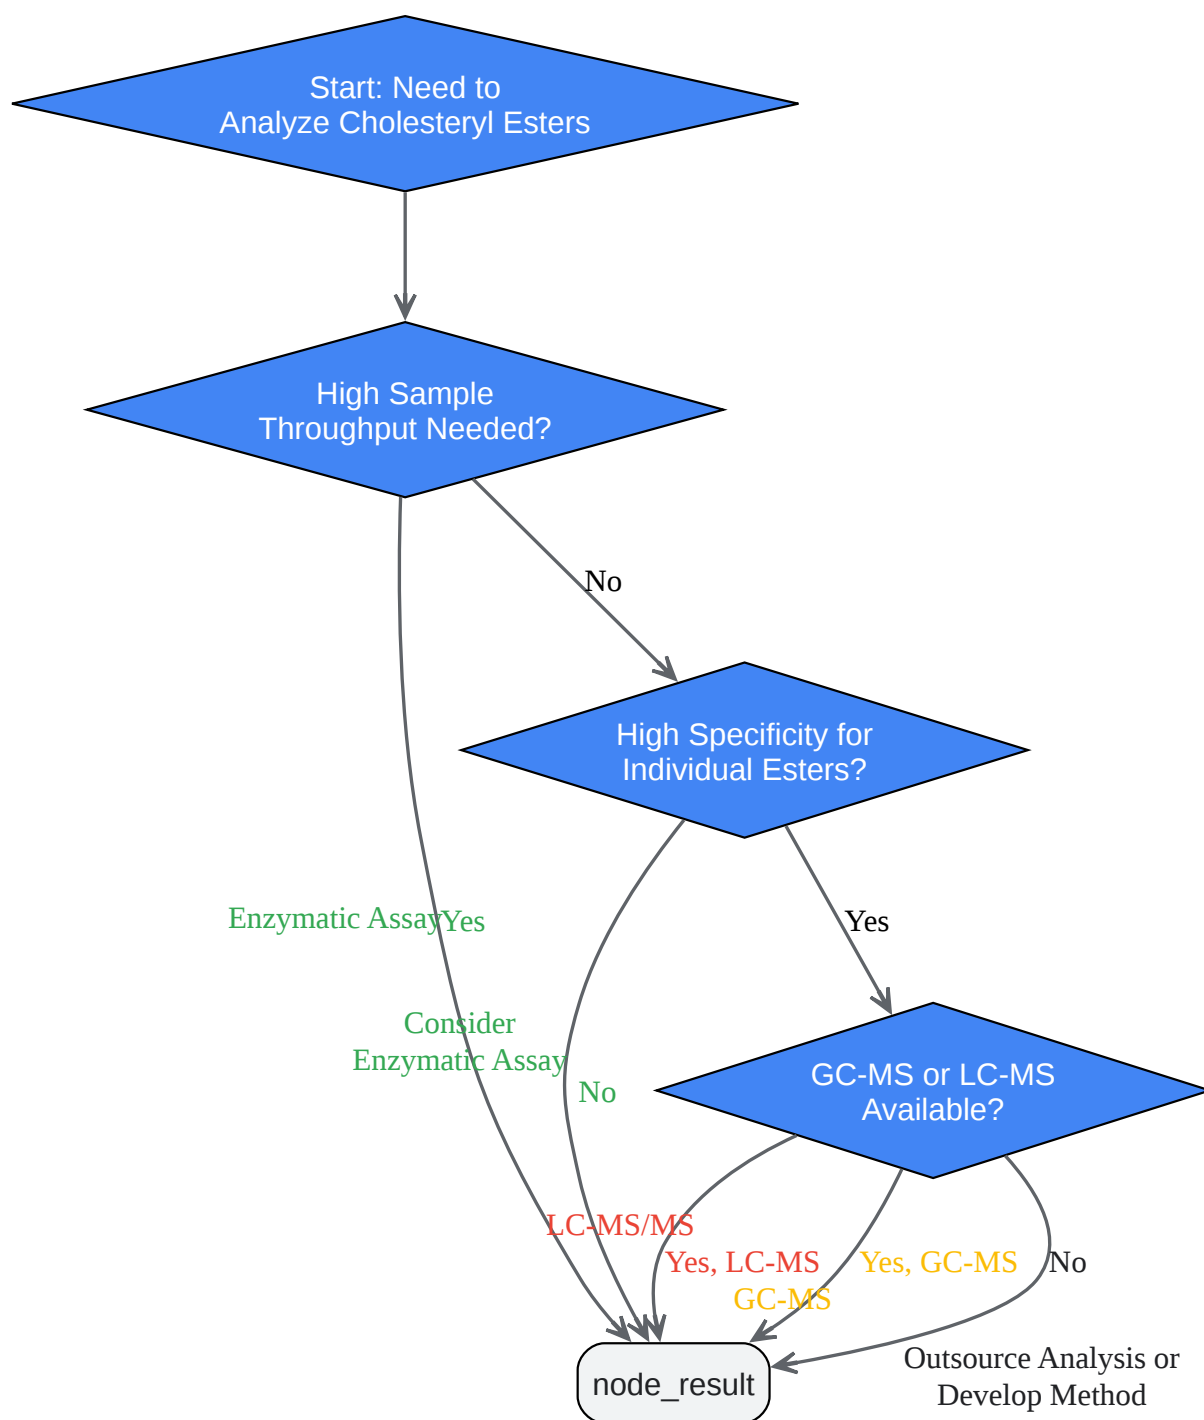 Start: Need to
Analyze Cholesteryl Esters
High Sample
Throughput Needed?
No
High Specificity for
Individual Esters?
Enzymatic Assay
Yes
Yes
Consider
Enzymatic Assay
No
GC-MS or LC-MS
Available?
LC-MS/MS
Yes, LC-MS
Yes, GC-MS
No
GC-MS
Outsource Analysis or
Develop Method
node_result